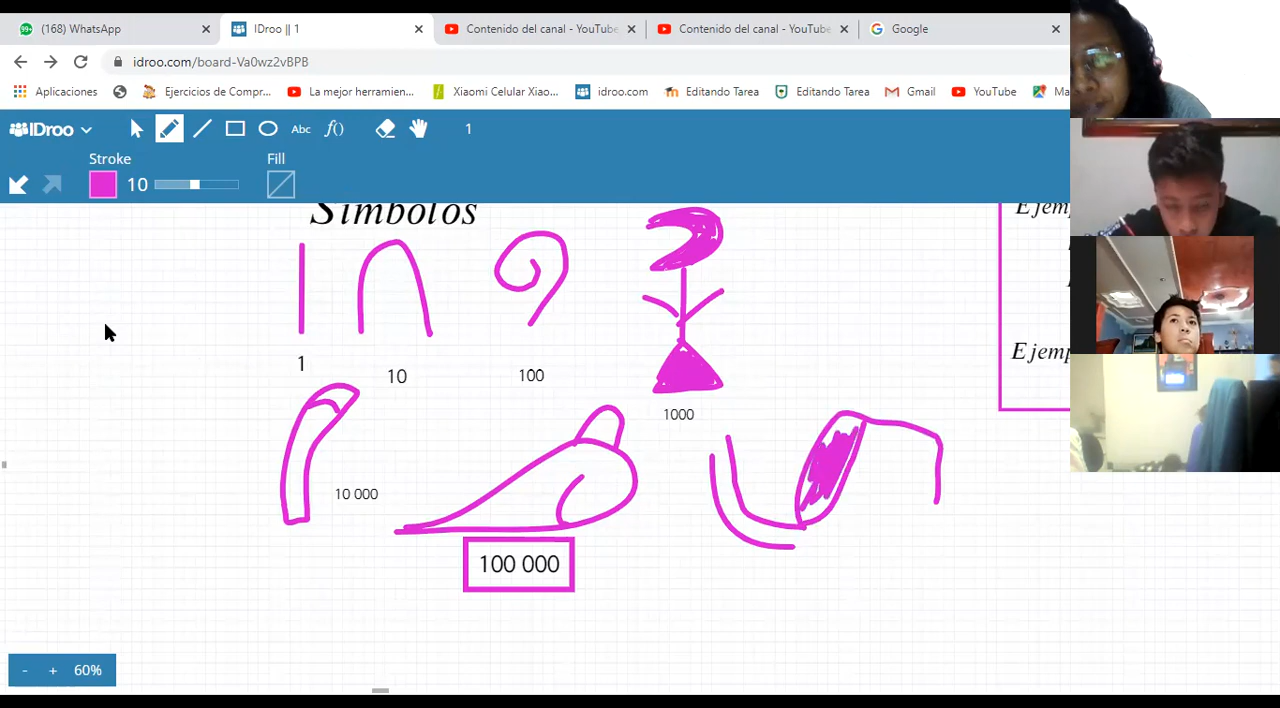 99+
(168) WhatsApp
IDroo || 1
Contenido del canal - YouTube
Contenido del canal - YouTube
Google
idroo.com/board-Va0wz2vBPB
Aplicaciones
Ejercicios de Compr...
La mejor herramien...
Xiaomi Celular Xiao...
idroo.com
Editando Tarea
Editando Tarea
Gmail
YouTube
Ma
IDroo
Abc
f()
1
Stroke
10
Fill
Símbolos
Ejem
1
10
100
Ejemp
1000
10 000
100 000
- + 60%